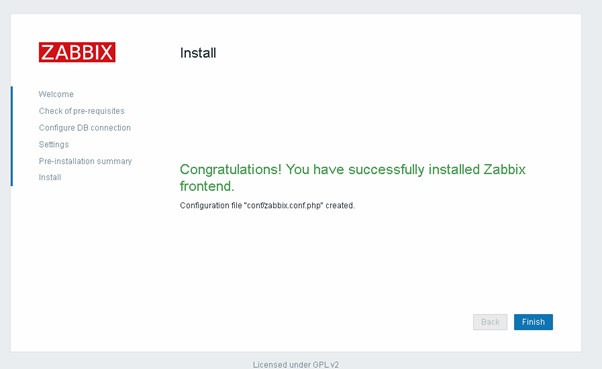 ZABBIX
Install
Welcome
Check of pre-requisites
Configure DB connection
Settings
Pre-installation summary
Install
Congratulations! You have successfully installed Zabbix
frontend.
Configuration file "conf/zabbix.conf.php" created.
Back
Finish
Licensed under GPL v2